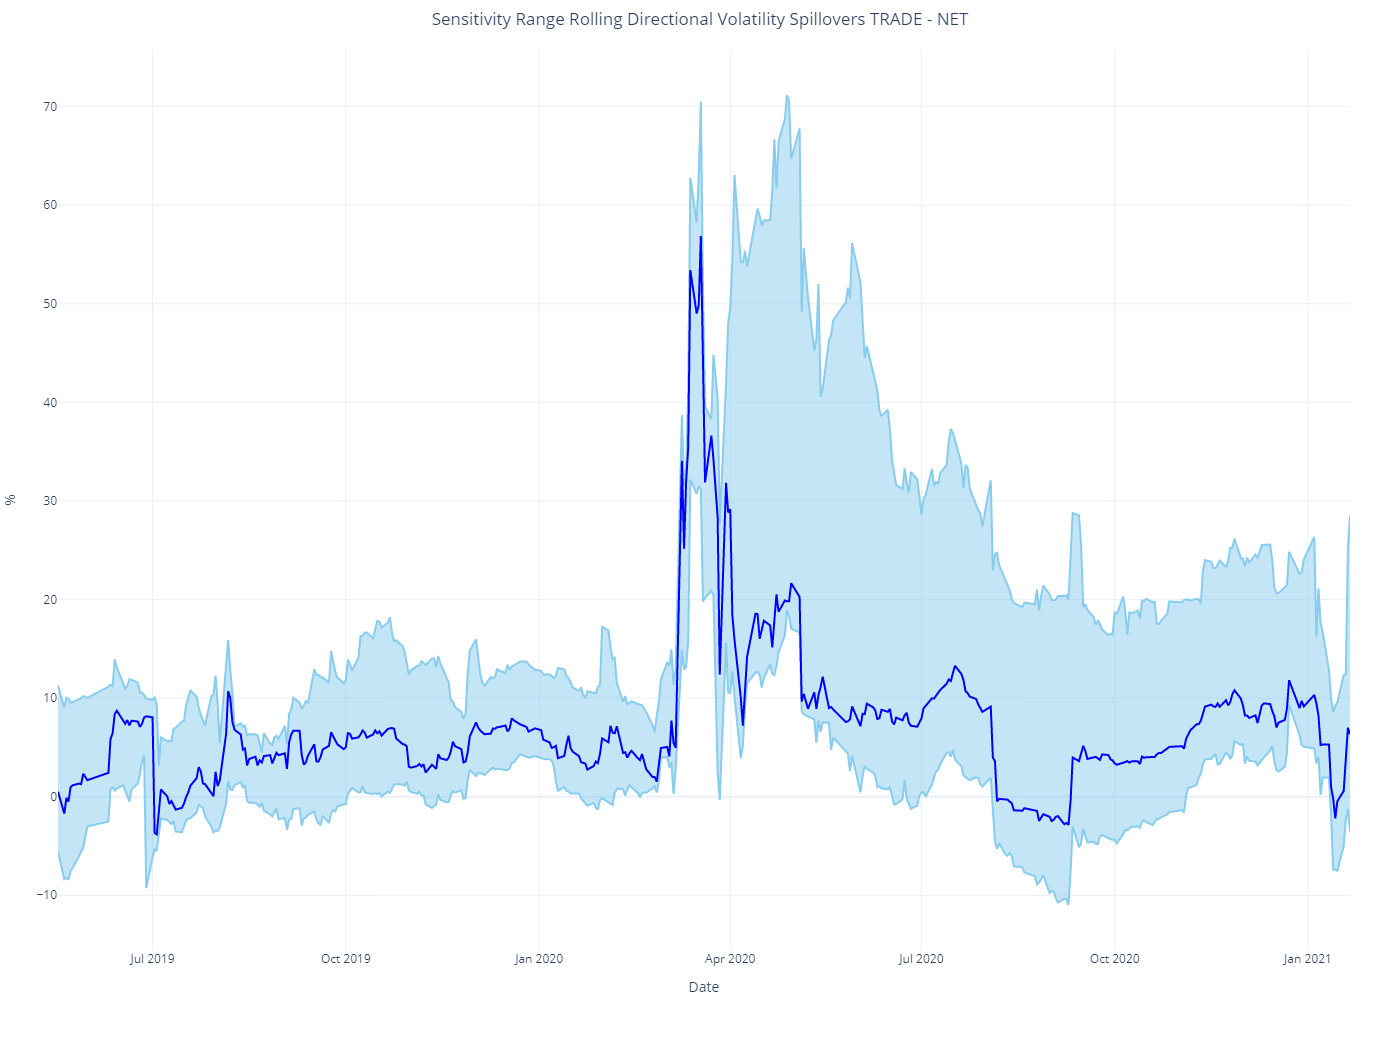 Sensitivity Range Rolling Directional Volatility Spillovers TRADE - NET
70
60
50
40
30
20
10
0
−10
%
Jul 2019
Oct 2019
Jan 2020
Apr 2020
Jul 2020
Oct 2020
Jan 2021
Date